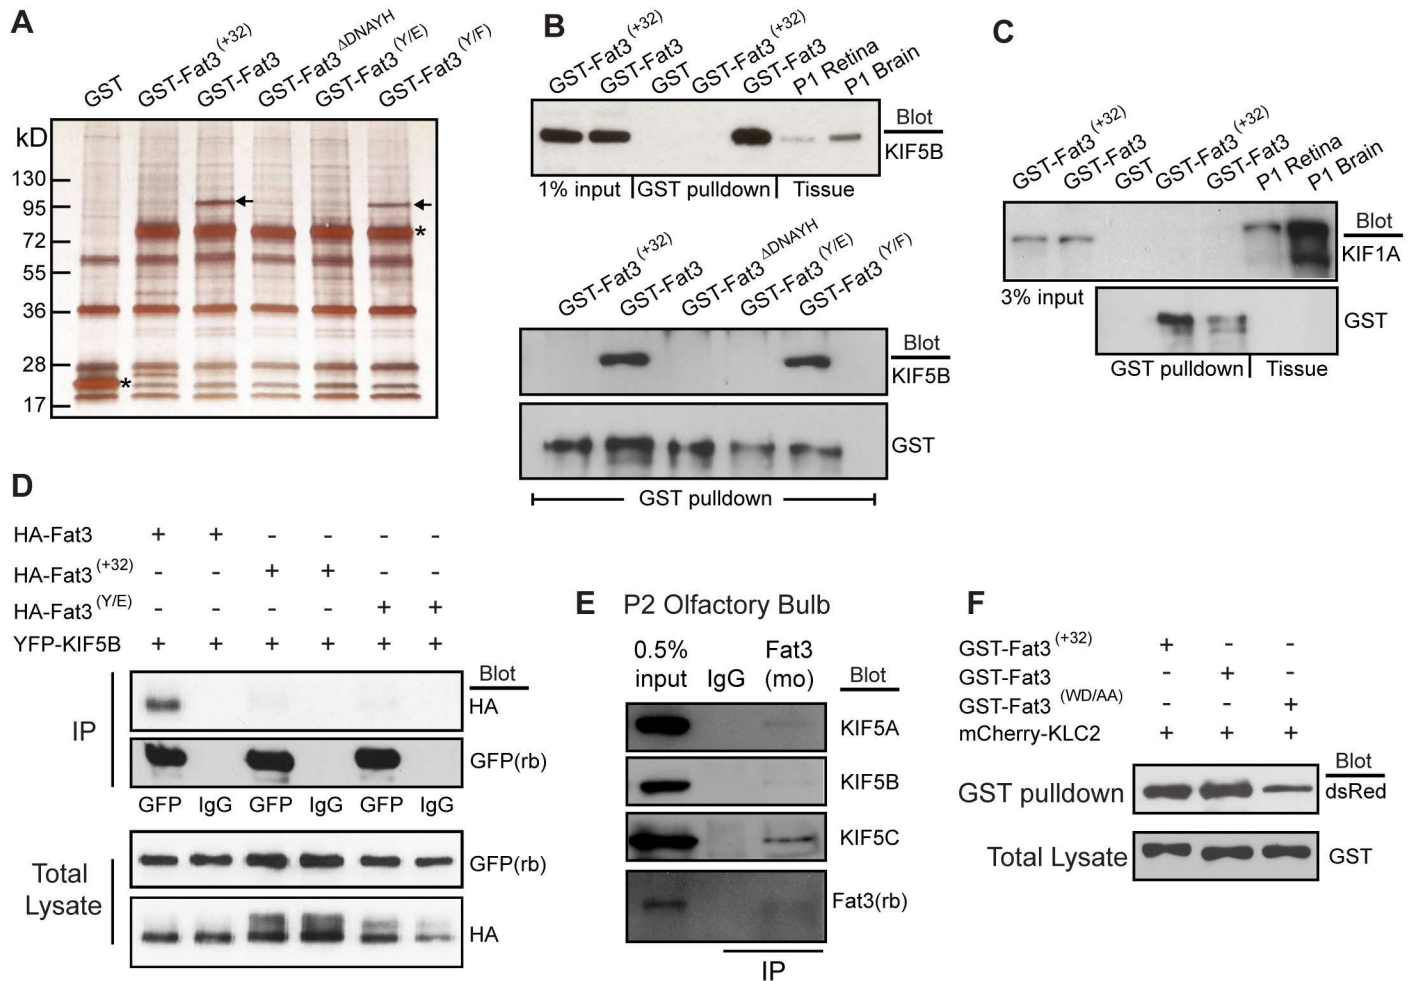 A
GST
GST-Fat3 (+32)
GST-Fat3
GST-Fat3 ΔDNAYH
GST-Fat3 (Y/E)
GST-Fat3 (Y/F)
kD
130
95
72
55
36
28
17
*
*
B
GST-Fat3 (+32)
GST-Fat3
GST
GST-Fat3 (+32)
GST-Fat3
P1 Retina
P1 Brain
Blot
KIF5B
1% input
GST pulldown
Tissue
GST-Fat3 (+32)
GST-Fat3
GST-Fat3 ΔDNAYH
GST-Fat3 (Y/E)
GST-Fat3 (Y/F)
Blot
KIF5B
GST
GST pulldown
C
GST-Fat3 (+32)
GST-Fat3
GST
GST-Fat3 (+32)
GST-Fat3
P1 Retina
P1 Brain
Blot
KIF1A
3% input
GST
GST pulldown
Tissue
D
HA-Fat3 + + - - - -
HA-Fat3 (+32) - - + + - -
HA-Fat3 (Y/E) - - - - + +
YFP-KIF5B + + + + + +
Blot
IP
HA
GFP(rb)
GFP IgG GFP IgG GFP IgG
Total
Lysate
GFP(rb)
HA
E P2 Olfactory Bulb
0.5%
input
IgG
Fat3
(mo)
Blot
KIF5A
KIF5B
KIF5C
Fat3(rb)
IP
F
GST-Fat3 (+32) + - -
GST-Fat3 - + -
GST-Fat3 (WD/AA) - - +
mCherry-KLC2 + + +
Blot
GST pulldown
dsRed
Total Lysate
GST